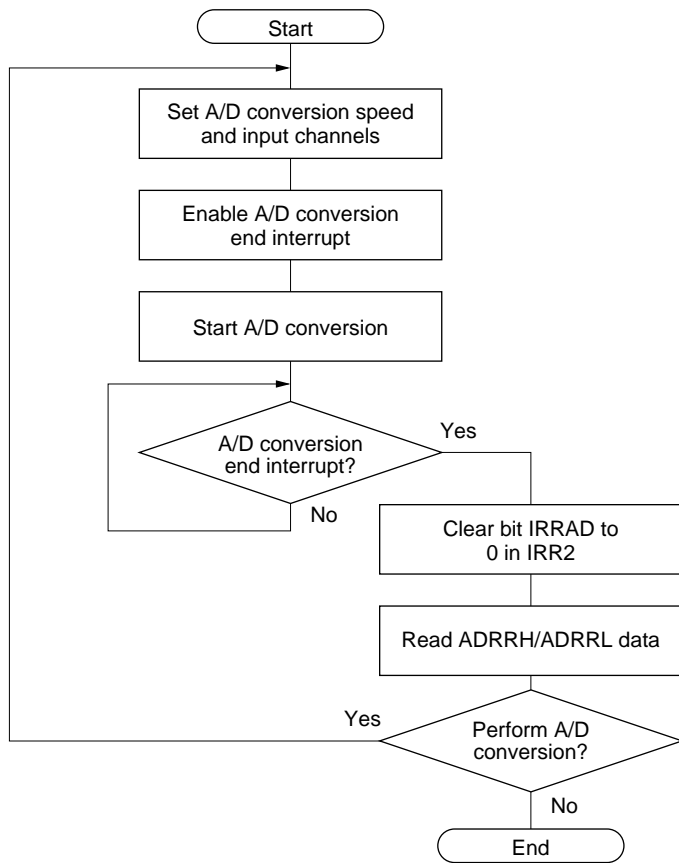 Start
Set A/D conversion speed
and input channels
Enable A/D conversion
end interrupt
Start A/D conversion
A/D conversion
end interrupt?
Yes
No
Clear bit IRRAD to
0 in IRR2
Read ADRRH/ADRRL data
Yes
Perform A/D
conversion?
No
End